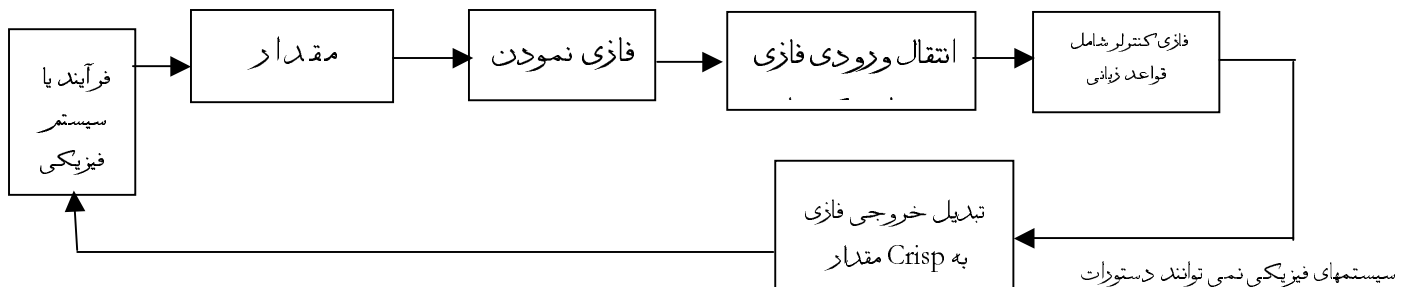 فرآیند یا
سیستم
فیزیکی
مقدار
فازی نمودن
انتقال ورودی فازی
فازی کنترلر شامل
قواعد زبانی
تبدیل خروجی فازی
به Crisp مقدار
سیستمهای فیزیکی نمی توانند دستورات